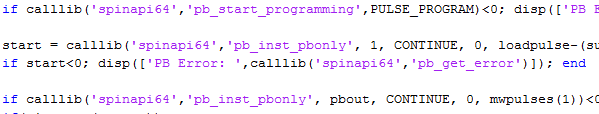 if calllib('spinapi64','pb_start_programming',PULSE_PROGRAM)<0; disp(['PB
start = calllib('spinapi64','pb_inst_pbonly', 1, CONTINUE, 0, loadpulse-(su
if start<0; disp(['PB Error: ',calllib('spinapi64','pb_get_error')]); end
if calllib('spinapi64','pb_inst_pbonly', pbout, CONTINUE, 0, mwpulses(1))<0